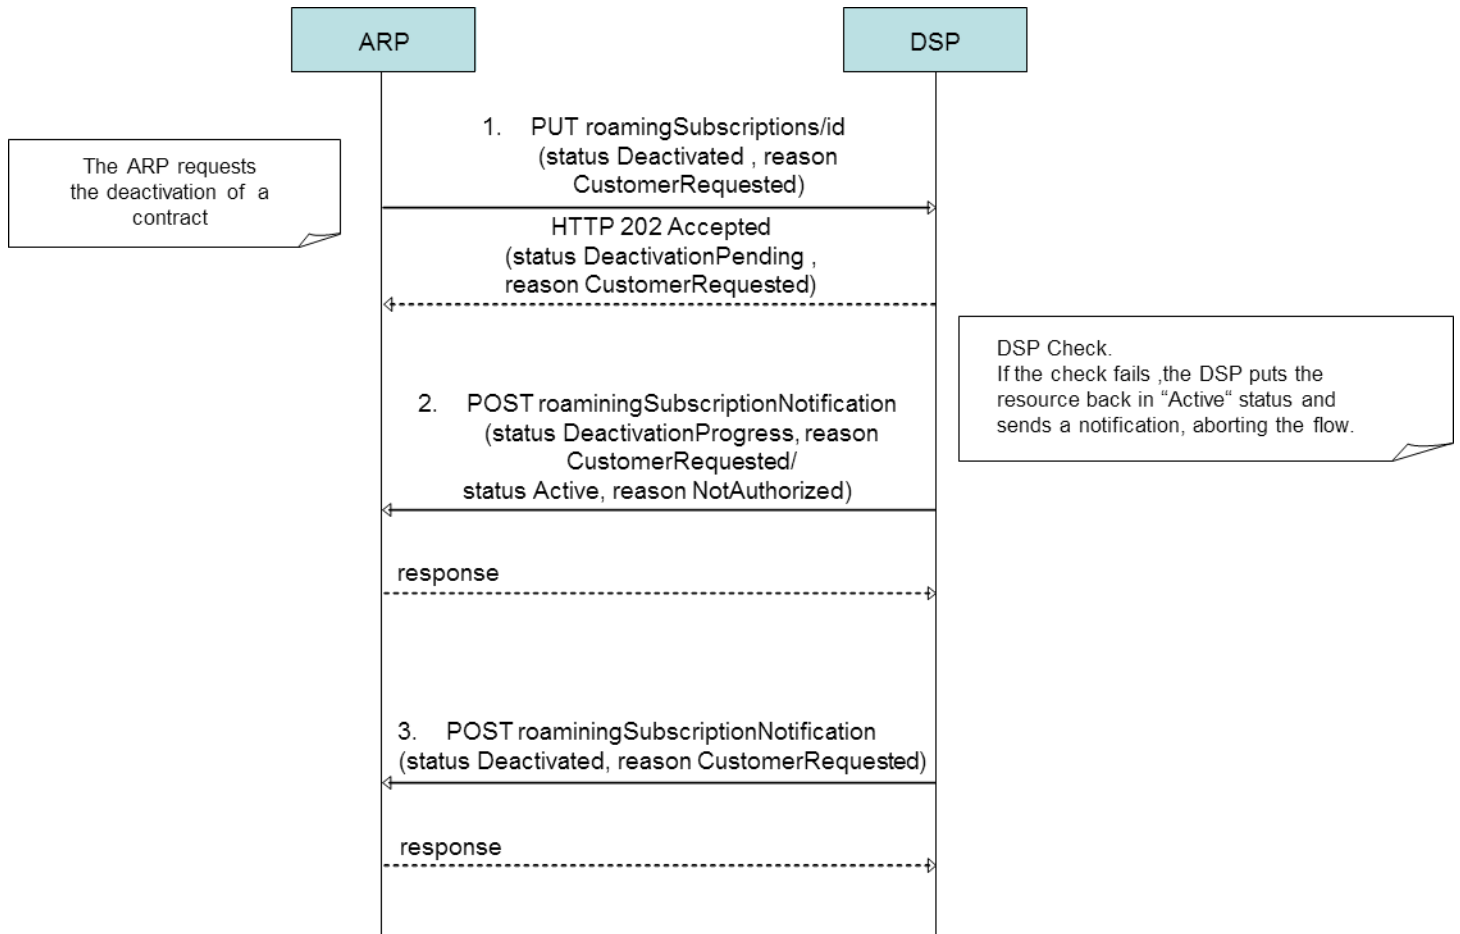 ARP
DSP
1. PUT roamingSubscriptions/id
(status Deactivated , reason
CustomerRequested)
The ARP requests
the deactivation of a
contract
HTTP 202 Accepted
(status DeactivationPending ,
reason CustomerRequested)
DSP Check.
If the check fails ,the DSP puts the
resource back in “Active“ status and
sends a notification, aborting the flow.
2. POST roaminingSubscriptionNotification
(status DeactivationProgress, reason
CustomerRequested/
status Active, reason NotAuthorized)
response
3. POST roaminingSubscriptionNotification
(status Deactivated, reason CustomerRequested)
response